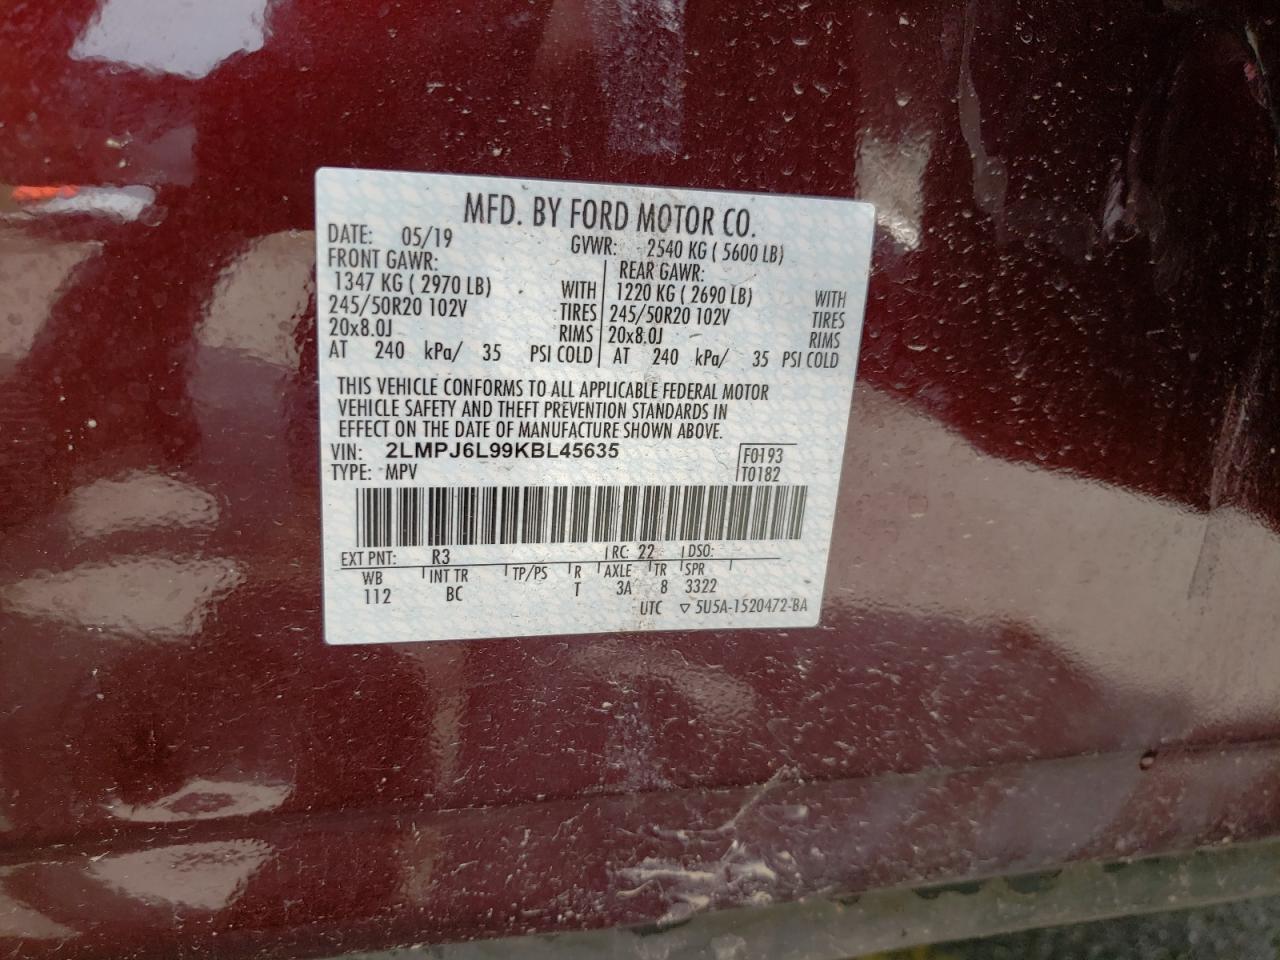 MFD. BY FORD MOTOR CO.
DATE: 05/19 GVWR: 2540 KG ( 5600 LB)
FRONT GAWR: REAR GAWR:
1347 KG ( 2970 LB) WITH 1220 KG ( 2690 LB) WITH
245/50R20 102V TIRES 245/50R20 102V TIRES
20x8.0J RIMS 20x8.0J RIMS
AT 240 kPa/ 35 PSI COLD AT 240 kPa/ 35 PSI COLD
THIS VEHICLE CONFORMS TO ALL APPLICABLE FEDERAL MOTOR
VEHICLE SAFETY AND THEFT PREVENTION STANDARDS IN
EFFECT ON THE DATE OF MANUFACTURE SHOWN ABOVE.
VIN: 2LMPJ6L99KBL45635 F0193
TYPE: MPV T0182
EXT PNT: R3 RC: 22 DSO:
WB INT TR TP/PS R AXLE TR SPR
112 BC T 3A 8 3322
UTC ▽ 5U5A-1520472-BA